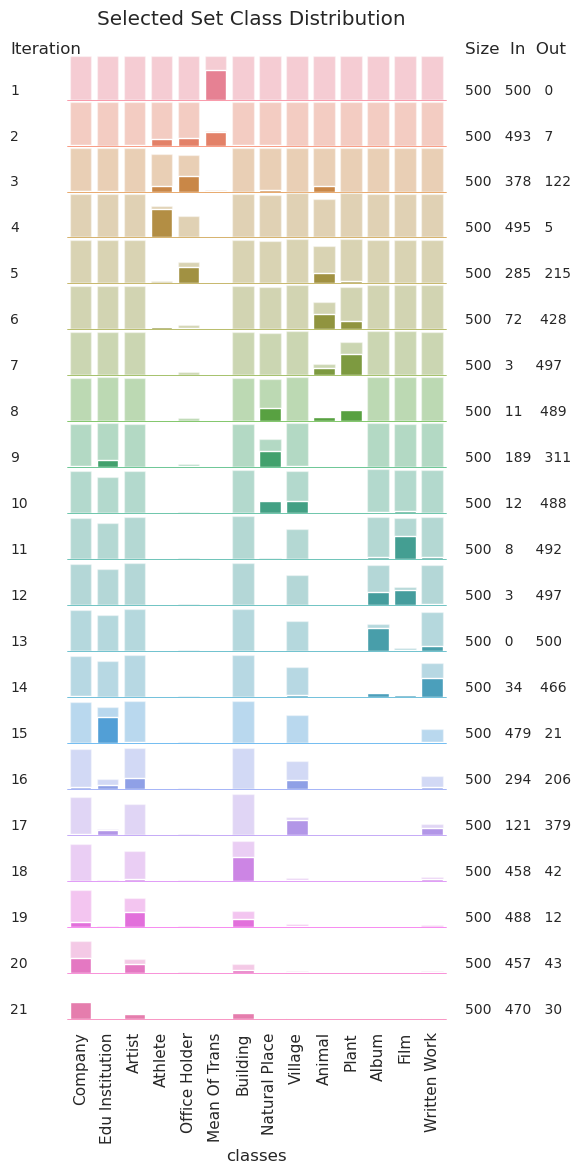 Selected Set Class Distribution
Iteration Size In Out
1 500 500 0
2 500 493 7
3 500 378 122
4 500 495 5
5 500 285 215
6 500 72 428
7 500 3 497
8 500 11 489
9 500 189 311
10 500 12 488
11 500 8 492
12 500 3 497
13 500 0 500
14 500 34 466
15 500 479 21
16 500 294 206
17 500 121 379
18 500 458 42
19 500 488 12
20 500 457 43
21 500 470 30
Company
Edu Institution
Artist
Athlete
Office Holder
Mean Of Trans
Building
Natural Place
Village
Animal
Plant
Album
Film
Written Work
classes